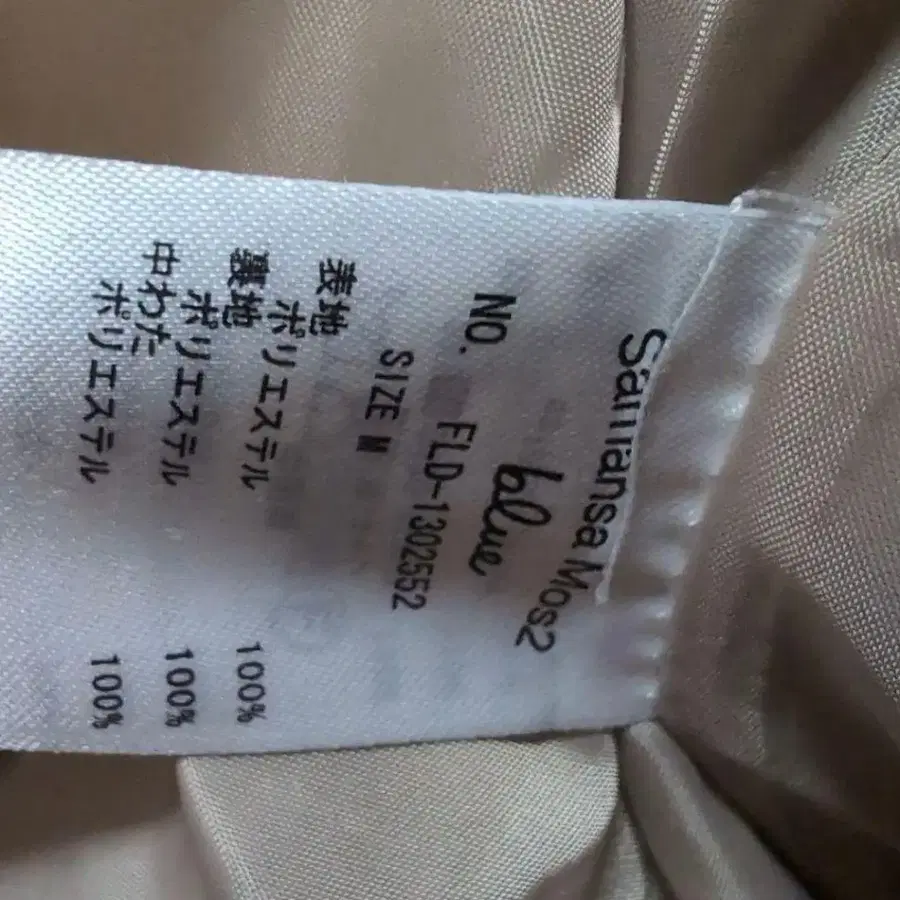 Samansa Mos2
blue
NO. FLD-1302552
SIZE M
表地
ポリエステル 100%
裏地
ポリエステル 100%
中わた
ポリエステル 100%